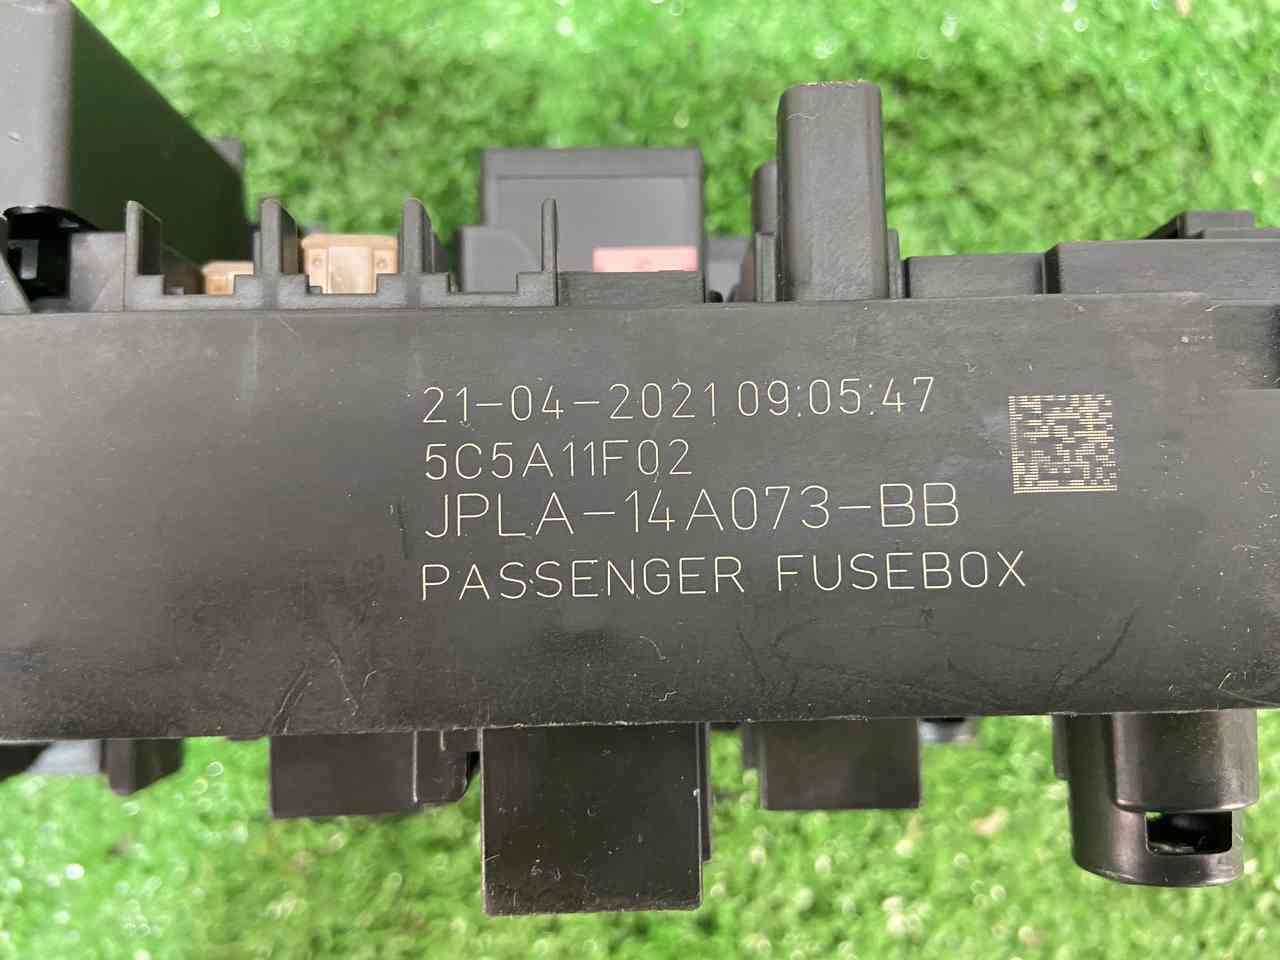 21-04-2021 09:05:47
5C5A11F02
JPLA-14A073-BB
PASSENGER FUSEBOX